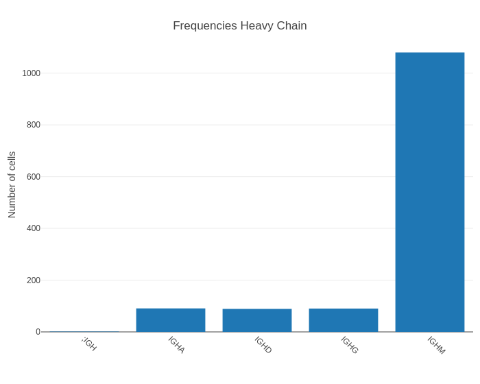 Frequencies Heavy Chain
Number of cells
1000
800
600
400
200
0
IGHA
IGHD
IGHG
IGHM